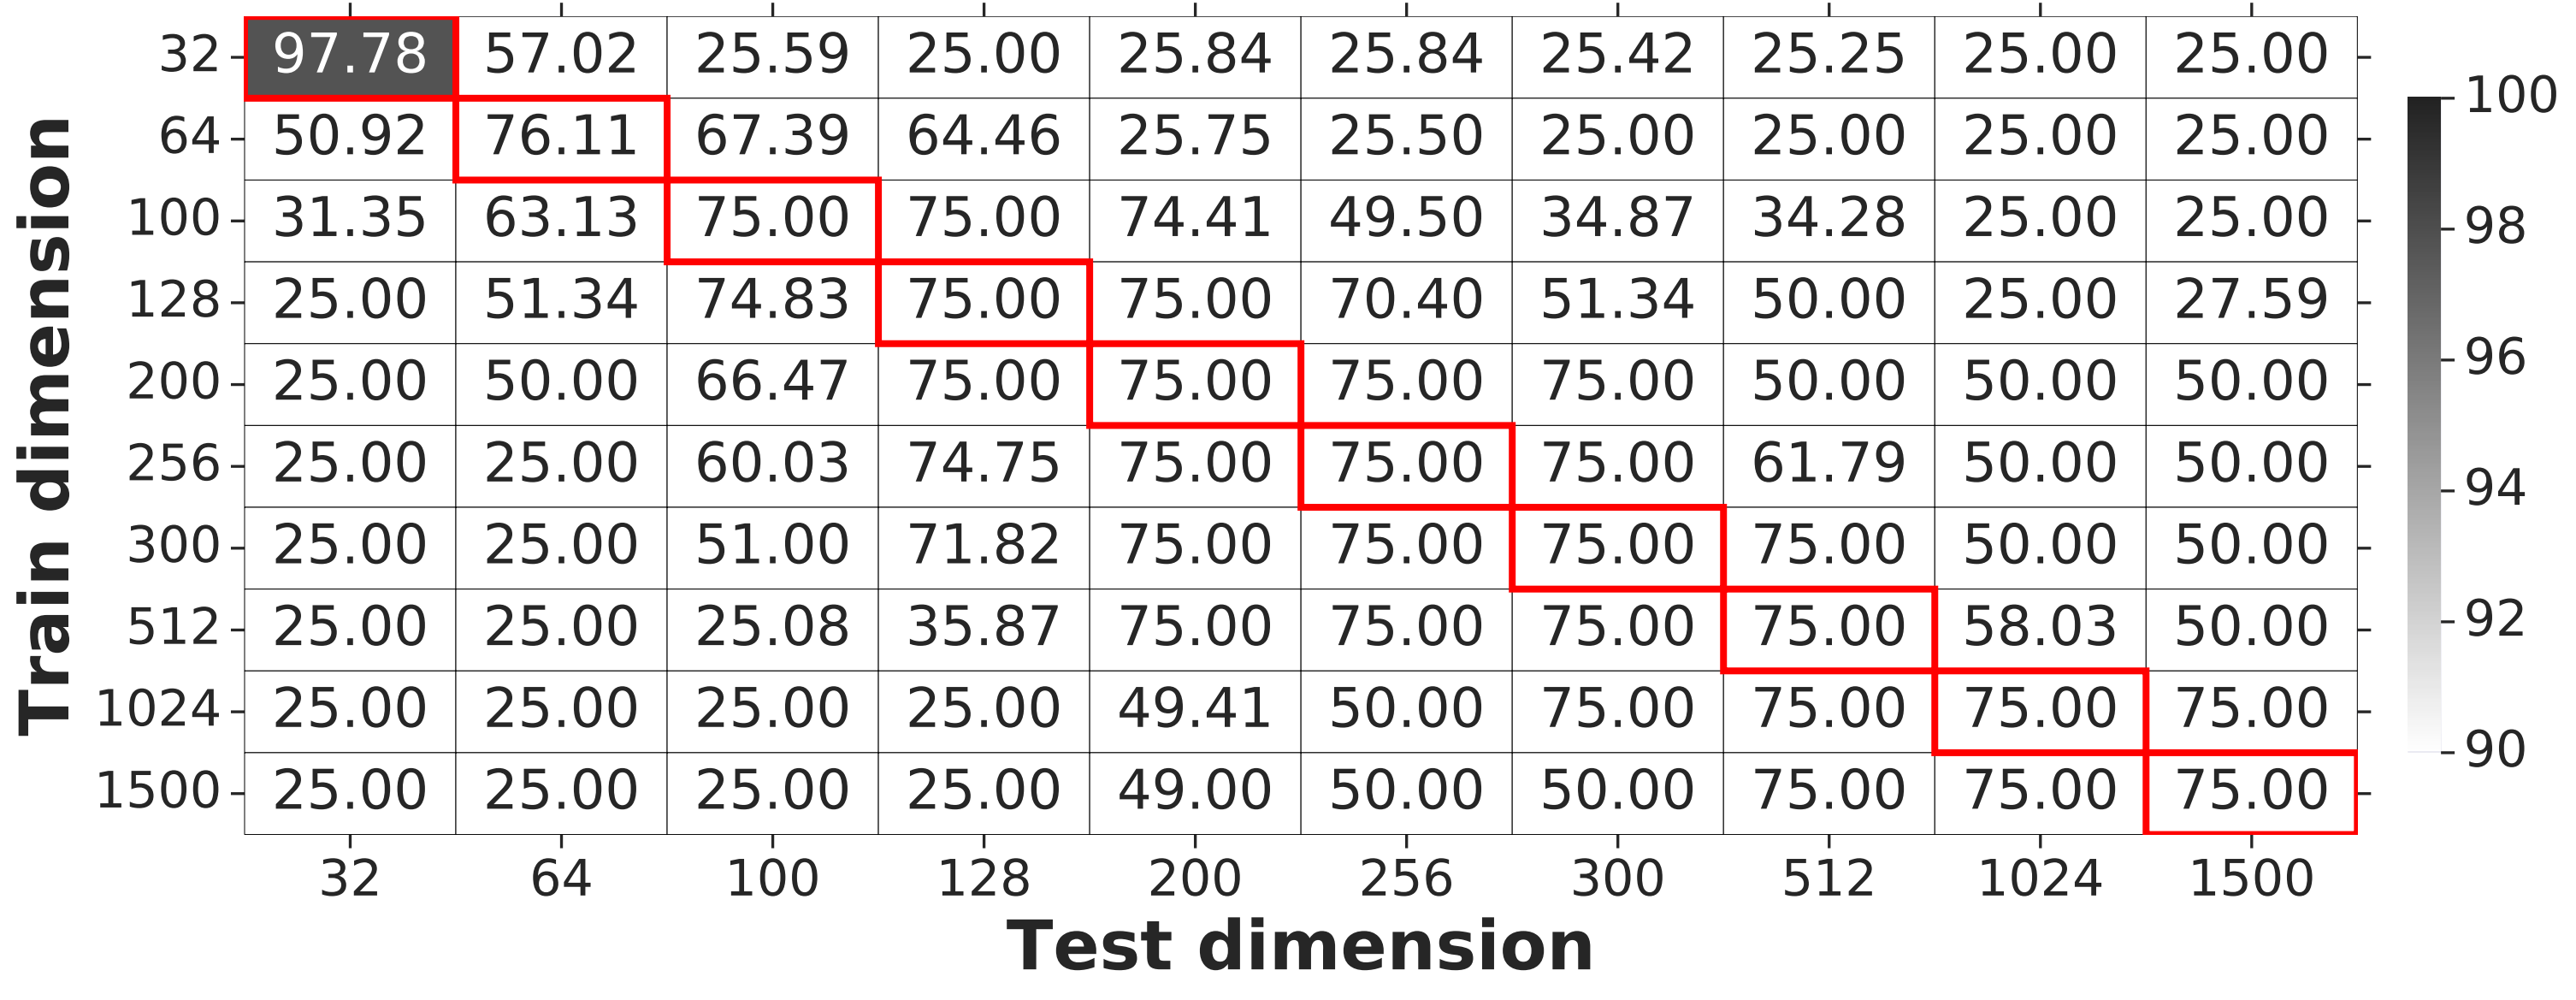 32 97.78 57.02 25.59 25.00 25.84 25.84 25.42 25.25 25.00 25.00
64 50.92 76.11 67.39 64.46 25.75 25.50 25.00 25.00 25.00 25.00
100 31.35 63.13 75.00 75.00 74.41 49.50 34.87 34.28 25.00 25.00
128 25.00 51.34 74.83 75.00 75.00 70.40 51.34 50.00 25.00 27.59
200 25.00 50.00 66.47 75.00 75.00 75.00 75.00 50.00 50.00 50.00
256 25.00 25.00 60.03 74.75 75.00 75.00 75.00 61.79 50.00 50.00
300 25.00 25.00 51.00 71.82 75.00 75.00 75.00 75.00 50.00 50.00
512 25.00 25.00 25.08 35.87 75.00 75.00 75.00 75.00 58.03 50.00
1024 25.00 25.00 25.00 25.00 49.41 50.00 75.00 75.00 75.00 75.00
1500 25.00 25.00 25.00 25.00 49.00 50.00 50.00 75.00 75.00 75.00
32 64 100 128 200 256 300 512 1024 1500
Test dimension
Train dimension
100
98
96
94
92
90